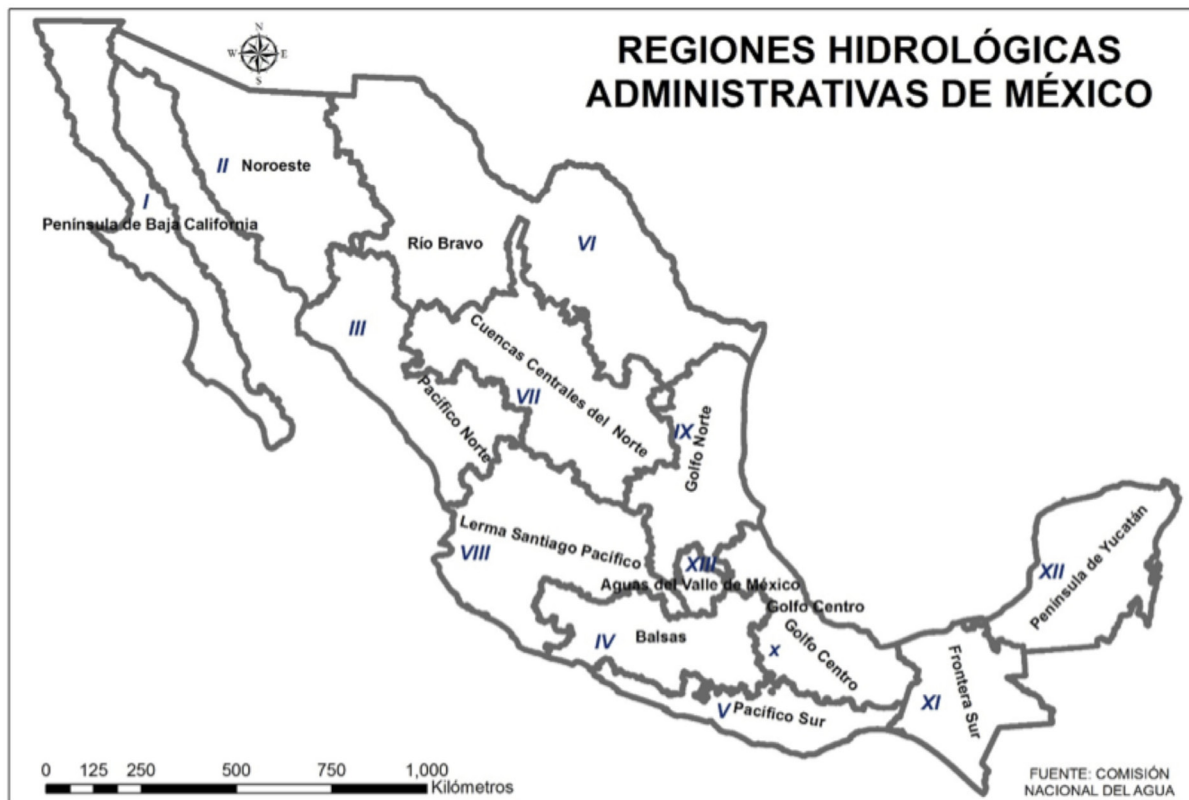 REGIONES HIDROLÓGICAS
ADMINISTRATIVAS DE MÉXICO
N
W E
S
II Noroeste
I
Península de Baja California
Río Bravo
VI
III
Cuencas Centrales del Norte
VII
Pacífico Norte
IX
Golfo Norte
Lerma Santiago Pacífico
VIII
XIII
Aguas del Valle de México
Golfo Centro
XII
Península de Yucatán
IV
Balsas
x
Golfo Centro
V
Pacífico Sur
XI
Frontera Sur
0 125 250 500 750 1,000
Kilómetros
FUENTE: COMISIÓN
NACIONAL DEL AGUA